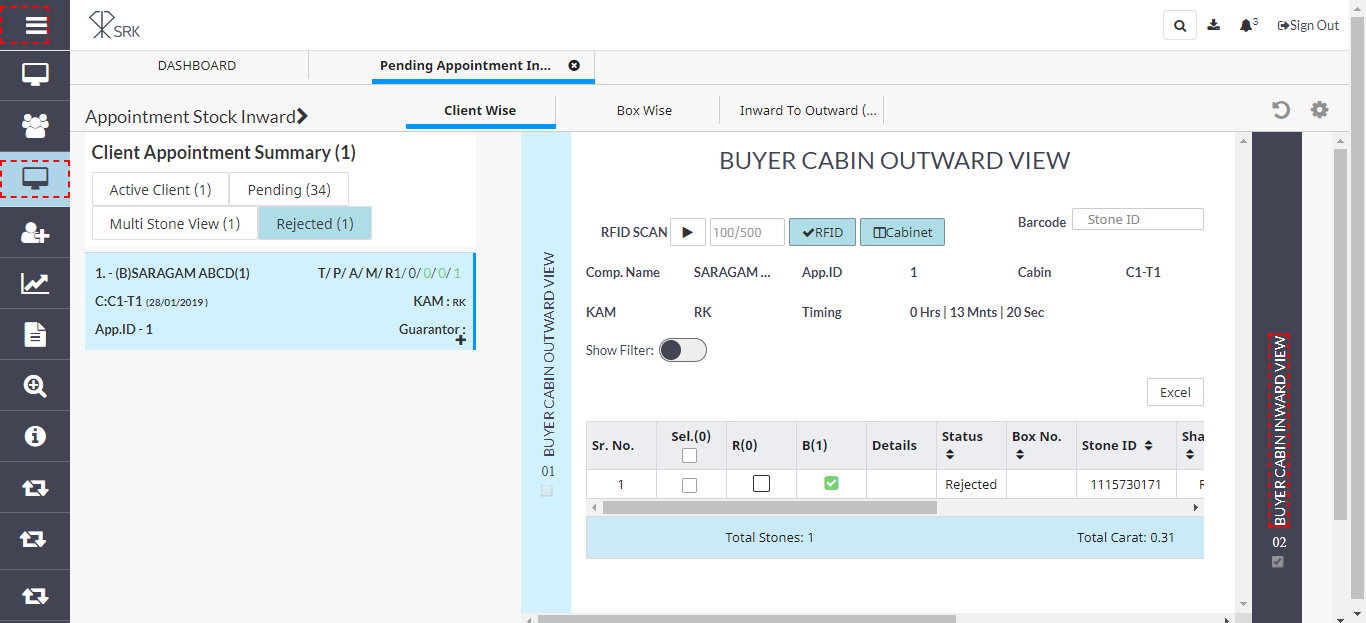 SRK
3
Sign Out
DASHBOARD
Pending Appointment In...
Appointment Stock Inward
Client Wise
Box Wise
Inward To Outward (...
Client Appointment Summary (1)
Active Client (1)
Pending (34)
Multi Stone View (1)
Rejected (1)
1. - (B)SARAGAM ABCD(1)
T/ P/ A/ M/ R1/ 0/ 0/ 0/ 1
C:C1-T1 (28/01/2019 )
KAM : RK
App.ID - 1
Guarantor :
BUYER CABIN OUTWARD VIEW
01
BUYER CABIN OUTWARD VIEW
RFID SCAN
100/500
RFID
Cabinet
Barcode
Stone ID
Comp. Name
SARAGAM ...
App.ID
1
Cabin
C1-T1
KAM
RK
Timing
0 Hrs | 13 Mnts | 20 Sec
Show Filter:
Excel
Sr. No.
Sel.(0)
R(0)
B(1)
Details
Status
Box No.
Stone ID
Sha
1
Rejected
1115730171
Total Stones: 1
Total Carat: 0.31
BUYER CABIN INWARD VIEW
02